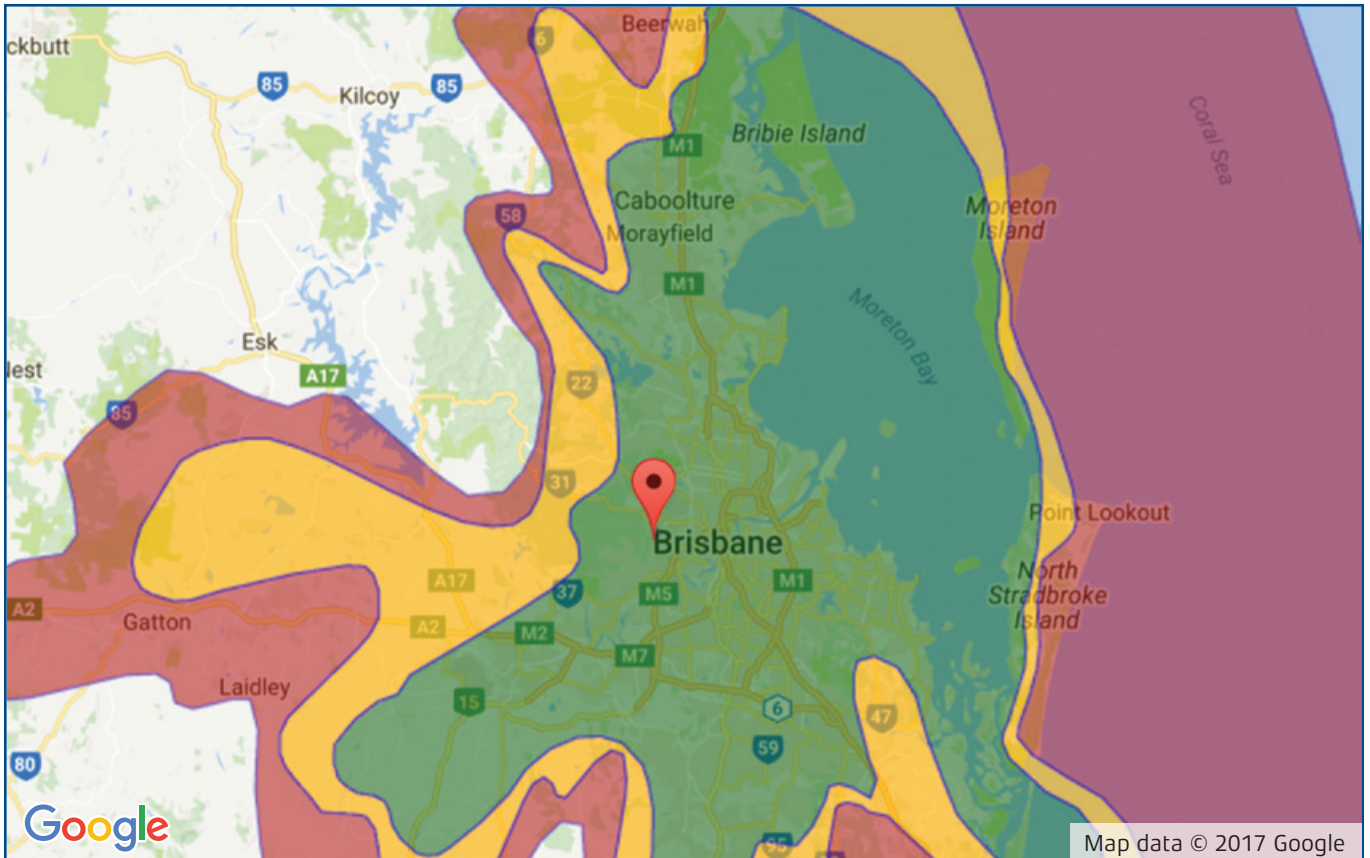 Beerwah
ckbutt
6
85
Kilcoy
85
Bribie Island
M1
Coral Sea
Caboolture
58
Moreton
Island
Morayfield
M1
Moreton Bay
Esk
lest
A17
22
85
31
Point Lookout
Brisbane
North
Stradbroke
Island
A17
37
M5
M1
A2
Gatton
A2
M2
M7
Laidley
15
6
47
59
80
Google
95
Map data © 2017 Google